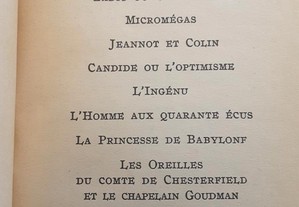 Micromégas
Jeannot et Colin
Candide ou l'optimisme
L'Ingénu
L'Homme aux quarante écus
La Princesse de Babylonf
Les Oreilles
du comte de Chesterfield
et le chapelain Goudman